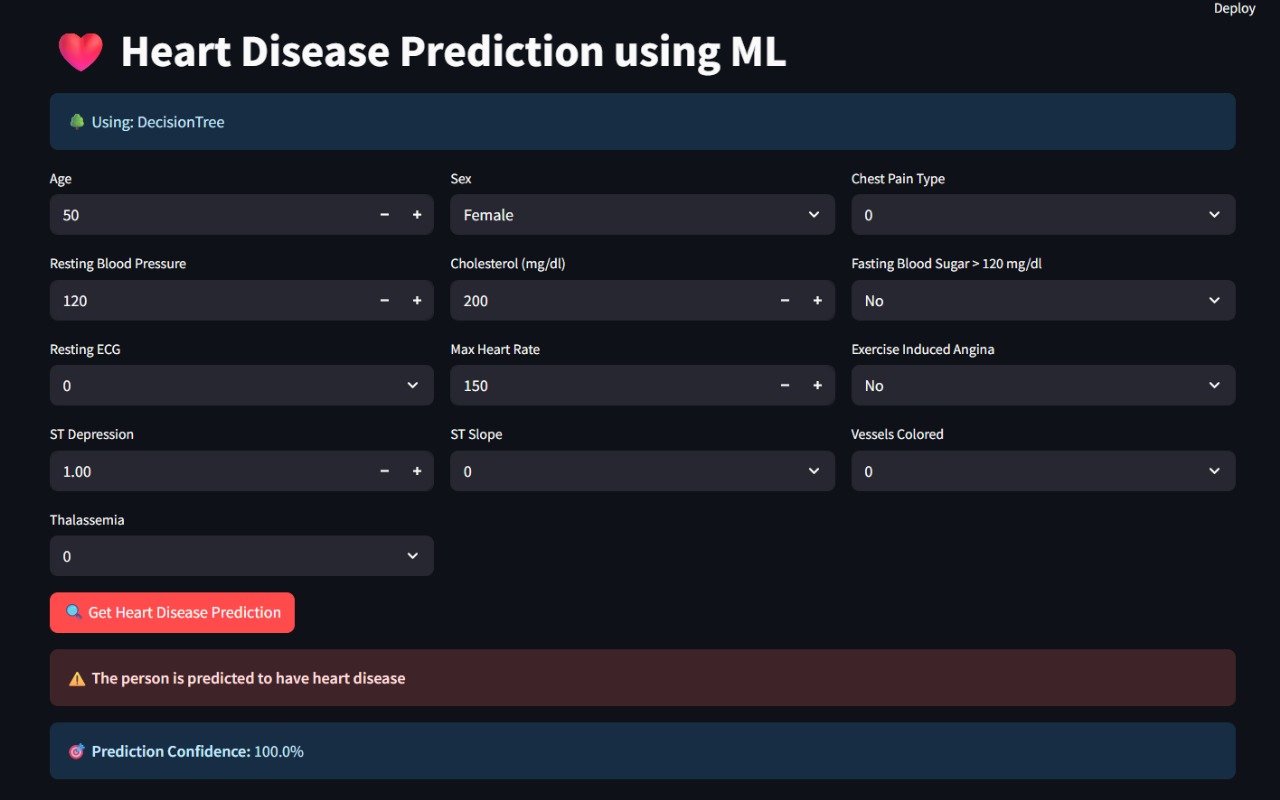 Deploy
Heart Disease Prediction using ML
Using: DecisionTree
Age
Sex
Chest Pain Type
50
Female
0
Resting Blood Pressure
Cholesterol (mg/dl)
Fasting Blood Sugar > 120 mg/dl
120
200
No
Resting ECG
Max Heart Rate
Exercise Induced Angina
0
150
No
ST Depression
ST Slope
Vessels Colored
1.00
0
0
Thalassemia
0
Get Heart Disease Prediction
The person is predicted to have heart disease
Prediction Confidence: 100.0%